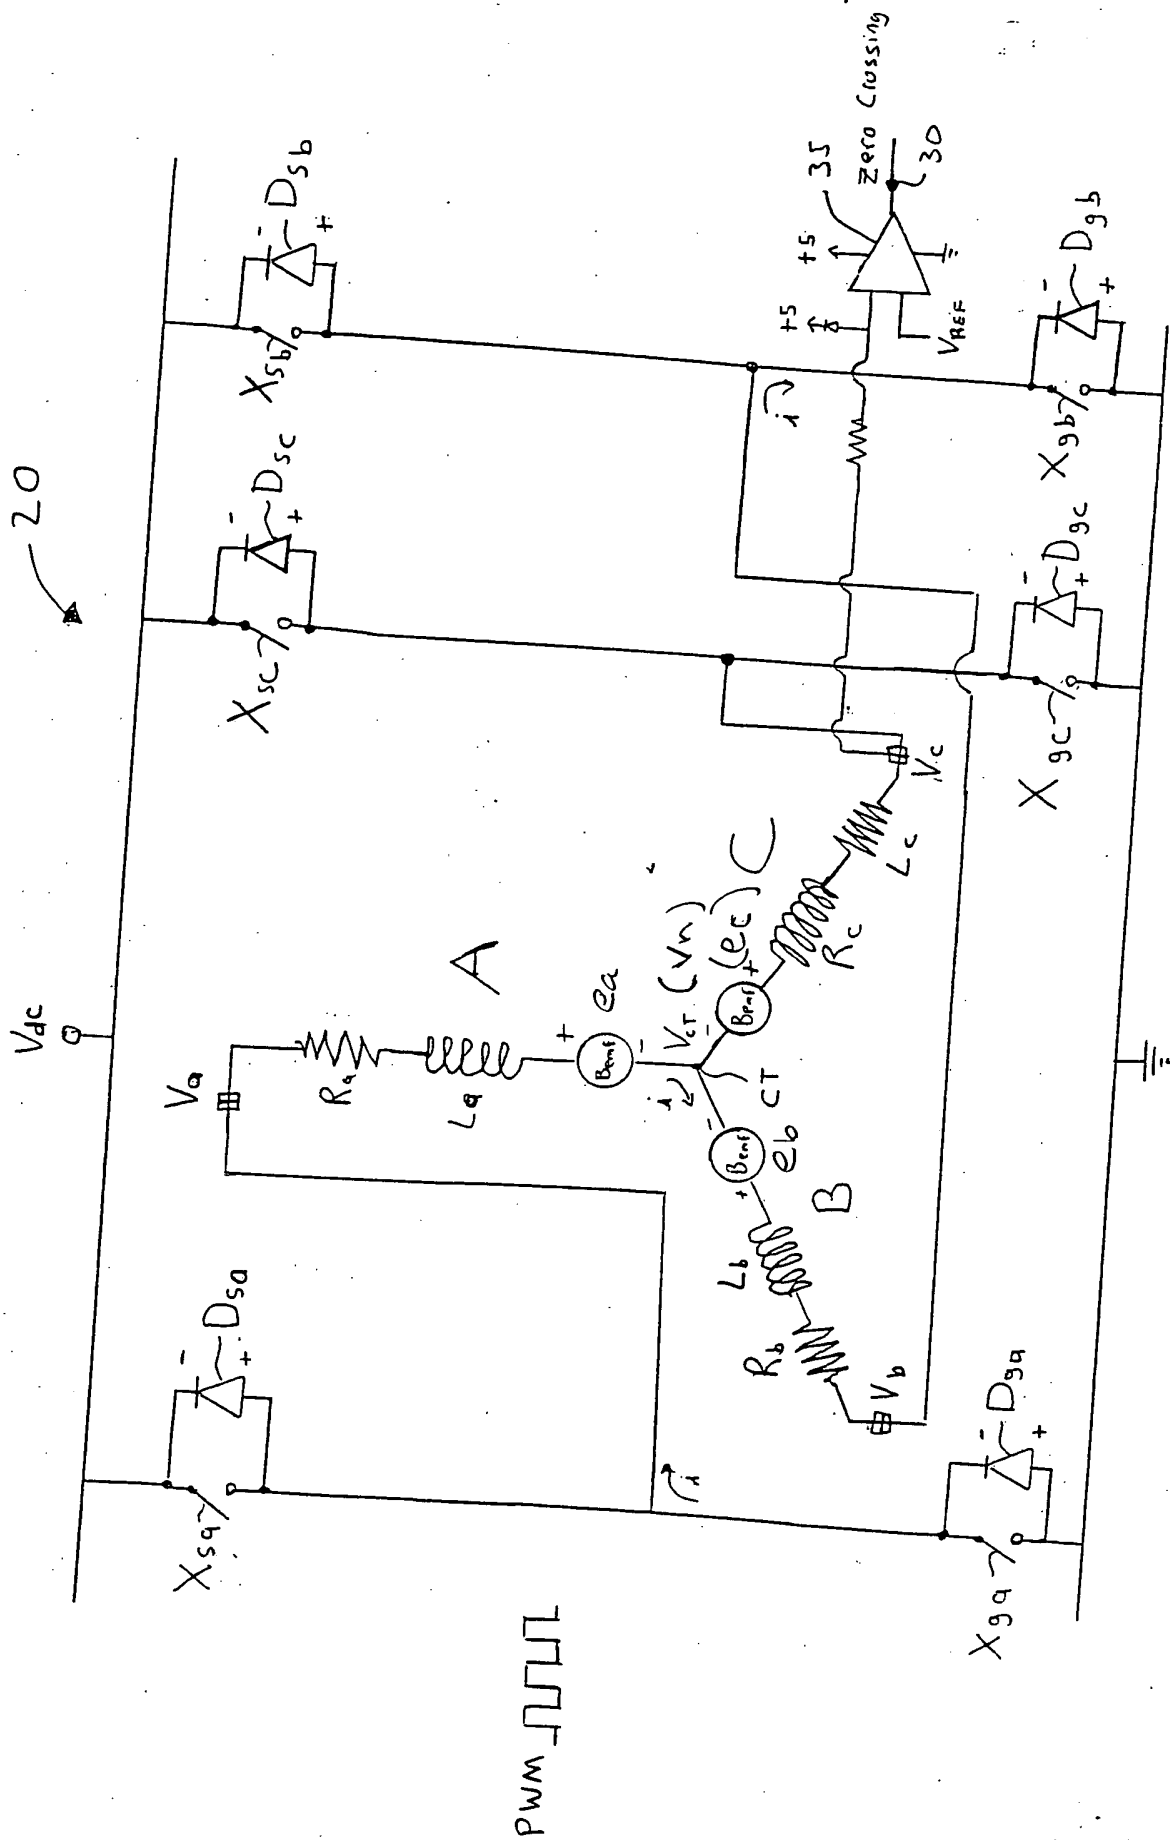 20
Vdc
Xsa
Dsa
-
+
Xsc
Dsc
-
+
Xsb
Dsb
-
+
PWM
Va
Ra
La
A
+
Bemf
ea
-
i
VCT (Vn)
(ec) C
-
Bemf
+
Rc
Lc
Vc
CT
-
Bemf
+
eb
B
Lb
Rb
Vb
i
i
+5
+5
35
Zero Crossing
30
VREF
Xga
Dga
-
+
Xgc
Dgc
-
+
Xgb
Dgb
-
+